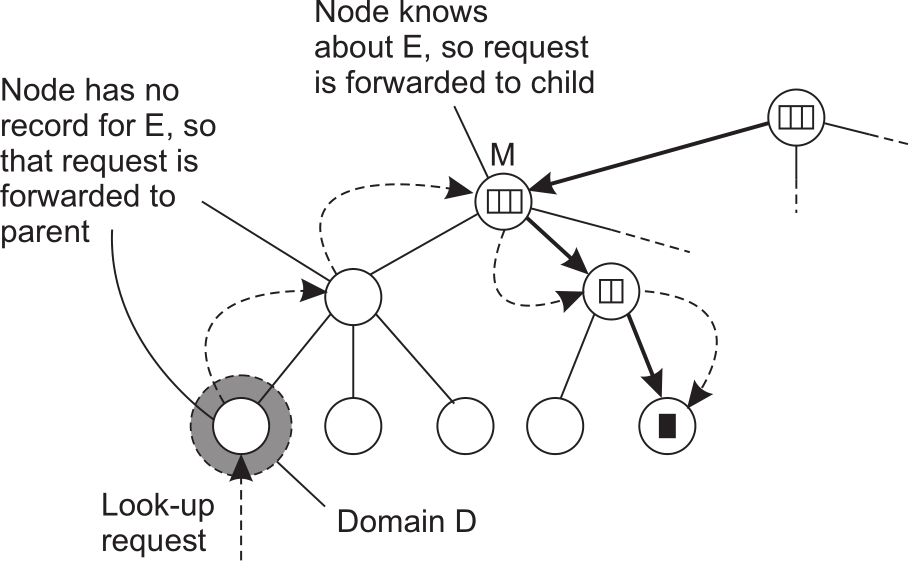 Node knows
about E, so request
is forwarded to child
Node has no
record for E, so
that request is
forwarded to
parent
M
Look-up
request
Domain D